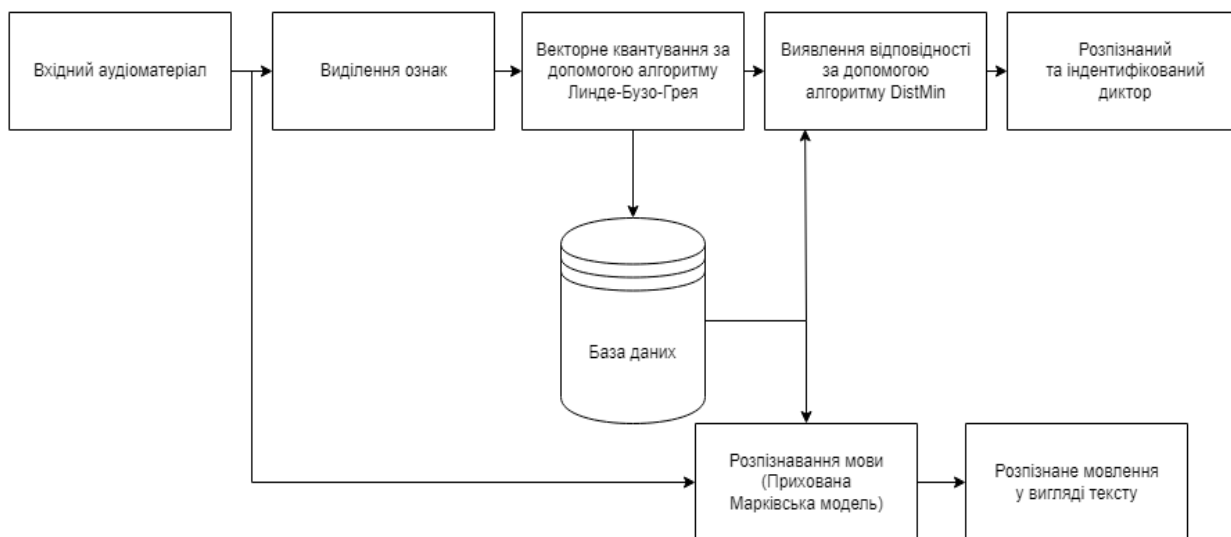 Вхідний аудіоматеріал
Виділення ознак
Векторне квантування за
допомогою алгоритму
Линде-Бузо-Грея
Виявлення відповідності
за допомогою
алгоритму DistMin
Розпізнаний
та індентифікований
диктор
База даних
Розпізнавання мови
(Прихована
Марківська модель)
Розпізнане мовлення
у вигляді тексту